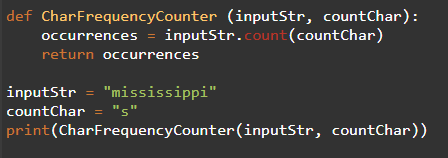 def CharFrequencyCounter (inputStr, countChar):
    occurrences = inputStr.count(countChar)
    return occurrences

inputStr = "mississippi"
countChar = "s"
print(CharFrequencyCounter(inputStr, countChar))